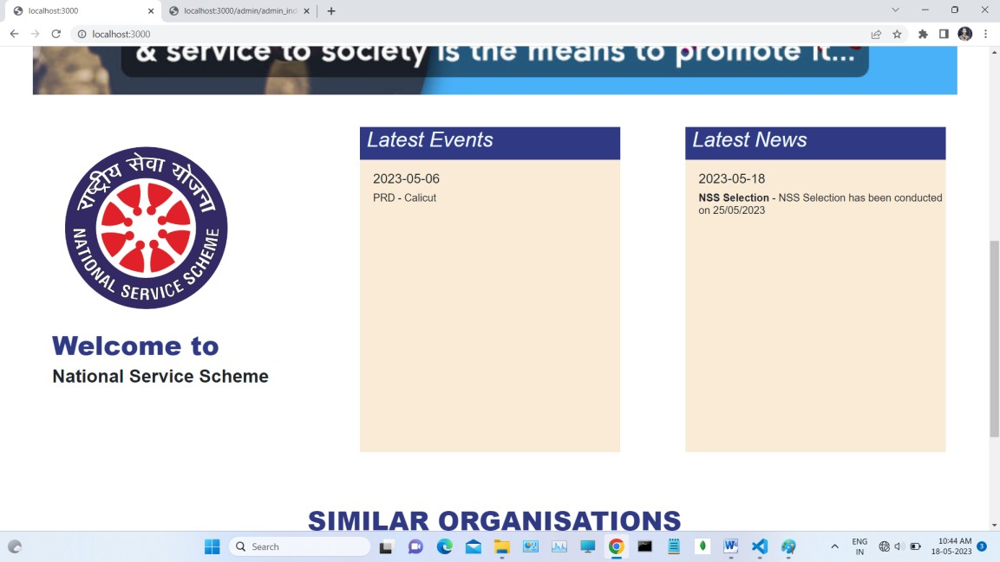 localhost:3000
localhost:3000/admin/admin_ind
localhost:3000
& service to society is the means to promote it...
राष्ट्रीय सेवा योजना
NATIONAL SERVICE SCHEME
Welcome to
National Service Scheme
Latest Events
2023-05-06
PRD - Calicut
Latest News
2023-05-18
NSS Selection - NSS Selection has been conducted
on 25/05/2023
SIMILAR ORGANISATIONS
Search
ENG
IN
10:44 AM
18-05-2023
3